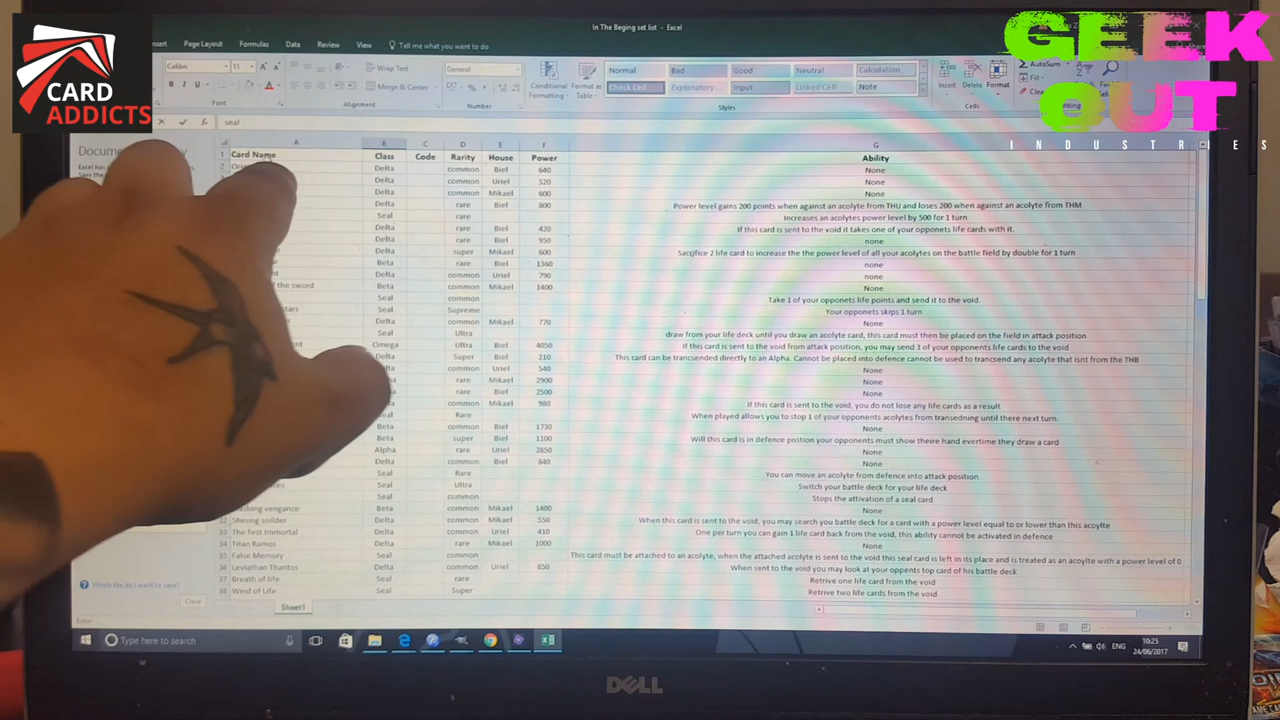 CARD
ADDICTS
GEEK
OUT
INDUSTRIES
In The Beging set list - Excel
Page Layout Formulas Data Review View Tell me what you want to do
Calibri 11 Wrap Text General Normal Bad Good Neutral Calculation AutoSum
Merge & Center Conditional Formatting Format as Table Check Cell Explanatory... Input Linked Cell Note Insert Delete Format Fill
Font Alignment Number Styles Cells Editing
seal
A B C D E F G
1 Card Name Class Code Rarity House Power Ability
2 Delta common Biel 640 None
Delta common Uriel 520 None
Delta common Mikael 600 None
Delta rare Biel 800 Power level gains 200 points when against an acolyte from THU and loses 200 when against an acolyte from THM
Seal rare Increases an acolytes power level by 500 for 1 turn
Delta rare Biel 420 if this card is sent to the void it takes one of your opponets life cards with it.
Delta rare Biel 950 none
Delta super Mikael 600 Sacrifice 2 life card to increase the the power level of all your acolytes on the battle field by double for 1 turn
Beta rare Biel 1360 none
Delta common Uriel 790 none
of the sword Beta common Mikael 1400 None
Seal common Take 1 of your opponets life points and send it to the void.
Seal Supreme Your opponets skips 1 turn
Delta common Mikael 770 None
Seal Ultra draw from your life deck until you draw an acolyte card, this must then be placed on the field in attack position
Omega Ultra Biel 4050 If this card is sent to the void from attack position, you may send 3 of your opponents life cards to the void
Delta Super Biel 210 This card can be trancsended directly to an Alpha. Cannot be placed into defence cannot be used to trancsend any acolyte that isnt from the THB
common Uriel 540 None
rare Mikael 2900 None
rare Biel 2500 None
common Mikael 980 if this card is sent to the void, you do not lose any life cards as a result
Rare When played allows you to stop 1 of your opponents acolytes from transedning until there next turn.
Beta common Biel 1730 None
Beta super Biel 1100 Will this card is in defence postion your opponents must show theire hand evertime they draw a card
Alpha rare Uriel 2850 None
Delta common Biel 840 None
Seal Rare You can move an acolyte from defence into attack position.
Seal Ultra Switch your battle deck for your life deck
Seal common Stops the attivation of a seal card
vengance Beta common Mikael 1400 None
32 Shining soilder Delta common Mikael 550 When this card is sent to the void, you may search you battle deck for a card with a power level equal to or lower than this acoylte
33 The first Immortal Delta common Uriel 410 One per turn you can gain 1 life card back from the void, this ability cannot be activated in defence
34 Titan Ramos Delta rare Mikael 1000 None
35 False Memory Seal common This card must be attached to an acolyte, when the attached acolyte is sent to the void this seal card is left in its place and is treated as an acoylte with a power level of 0
36 Leviathan Thantos Delta common Uriel 850 When sent to the void you may look at your oppents top card of his battle deck
37 Breath of life Seal rare Retrive one life card from the void
38 Wind of Life Seal Super Retrive two life cards from the void
Which file do I want to save?
Clear
Sheet1
Enter
Type here to search
ENG
10:25
24/06/2017
DELL